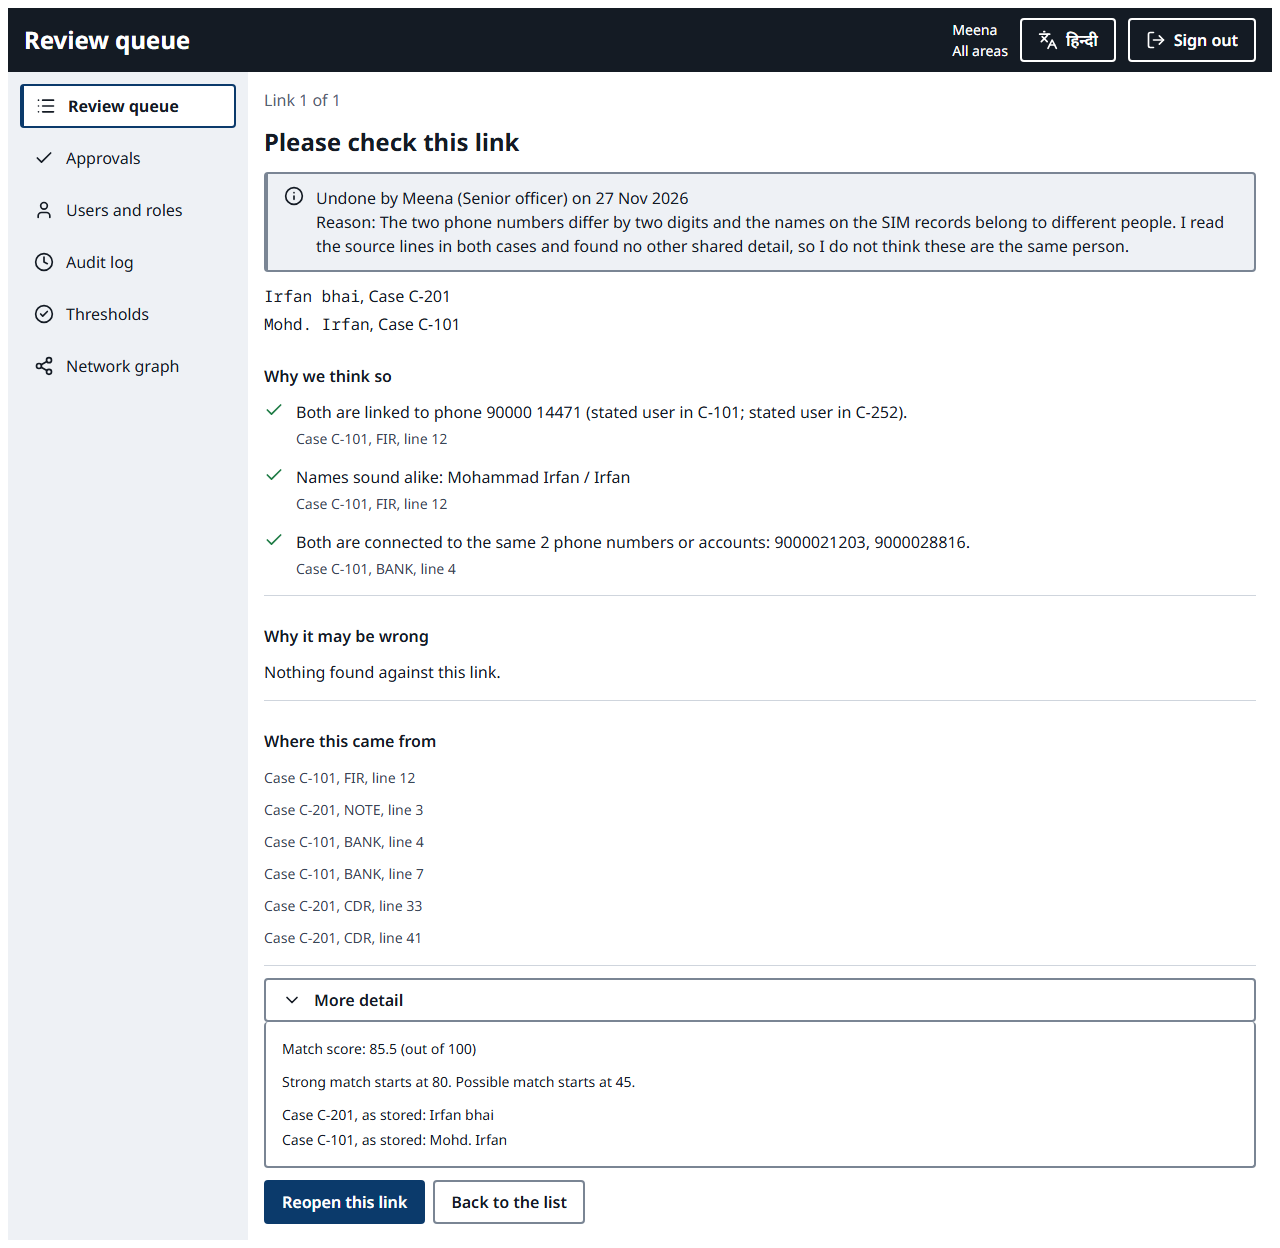 Review queue
Meena
All areas
हिन्दी
Sign out
Review queue
Approvals
Users and roles
Audit log
Thresholds
Network graph
Link 1 of 1
Please check this link
Undone by Meena (Senior officer) on 27 Nov 2026
Reason: The two phone numbers differ by two digits and the names on the SIM records belong to different people. I read
the source lines in both cases and found no other shared detail, so I do not think these are the same person.
Irfan bhai, Case C-201
Mohd. Irfan, Case C-101
Why we think so
Both are linked to phone 90000 14471 (stated user in C-101; stated user in C-252).
Case C-101, FIR, line 12
Names sound alike: Mohammad Irfan / Irfan
Case C-101, FIR, line 12
Both are connected to the same 2 phone numbers or accounts: 9000021203, 9000028816.
Case C-101, BANK, line 4
Why it may be wrong
Nothing found against this link.
Where this came from
Case C-101, FIR, line 12
Case C-201, NOTE, line 3
Case C-101, BANK, line 4
Case C-101, BANK, line 7
Case C-201, CDR, line 33
Case C-201, CDR, line 41
More detail
Match score: 85.5 (out of 100)
Strong match starts at 80. Possible match starts at 45.
Case C-201, as stored: Irfan bhai
Case C-101, as stored: Mohd. Irfan
Reopen this link
Back to the list